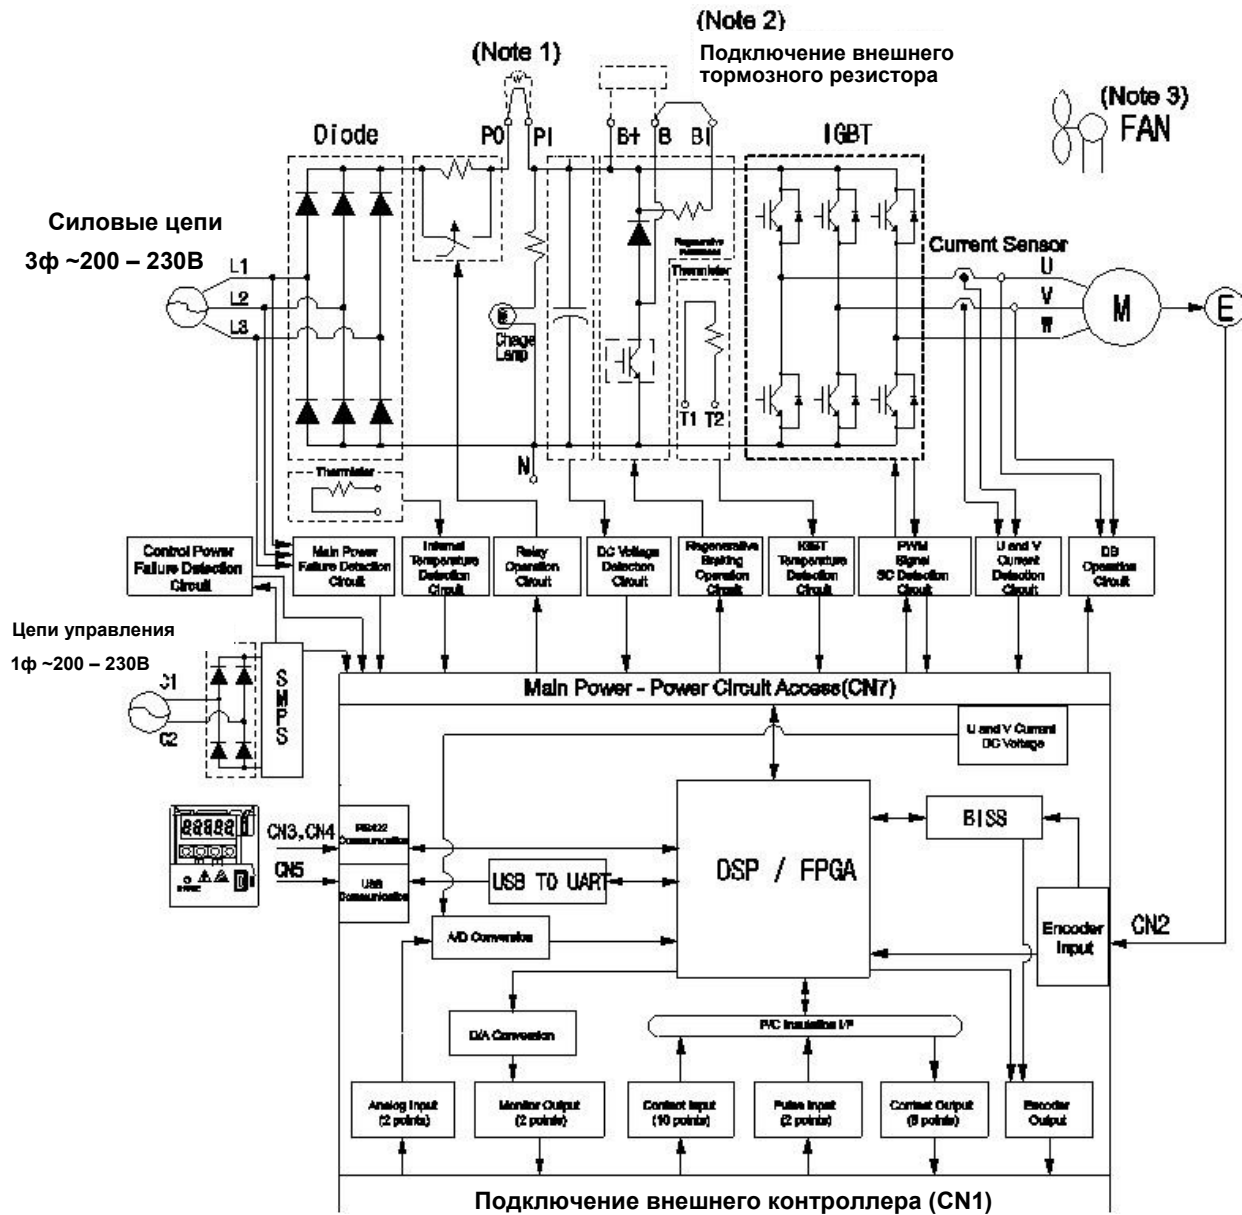 (Note 2)
(Note 1)
Подключение внешнего
тормозного резистора
(Note 3)
FAN
Diode
P0
P1
B+
B
B1
IGBT
Силовые цепи
3ф ~200 – 230В
L1
L2
L3
Chage
Lamp
Regenerative
Thermister
T1
T2
Current Sensor
U
V
W
M
E
N
Thermister
Control Power
Failure Detection
Circuit
Main Power
Failure Detection
Circuit
Internal
Temperature
Detection
Circuit
Relay
Operation
Circuit
DC Voltage
Detection
Circuit
Regenerative
Braking
Operation
Circuit
Temperature
Detection
Circuit
PWM
Signal
SC Detection
Circuit
U and V
Current
Detection
Circuit
DB
Operation
Circuit
Цепи управления
1ф ~200 – 230В
C1
C2
SMPS
Main Power - Power Circuit Access(CN7)
U and V Current
DC Voltage
CN3,CN4
CN5
RS422
Communication
USB
Communication
USB TO UART
DSP / FPGA
BISS
A/D Conversion
Encoder
Input
CN2
D/A Conversion
P/C Insulation I/F
Analog Input
(2 points)
Monitor Output
(2 points)
Contact Input
(10 points)
Pulse Input
(2 points)
Contact Output
Encoder
Output
Подключение внешнего контроллера (CN1)